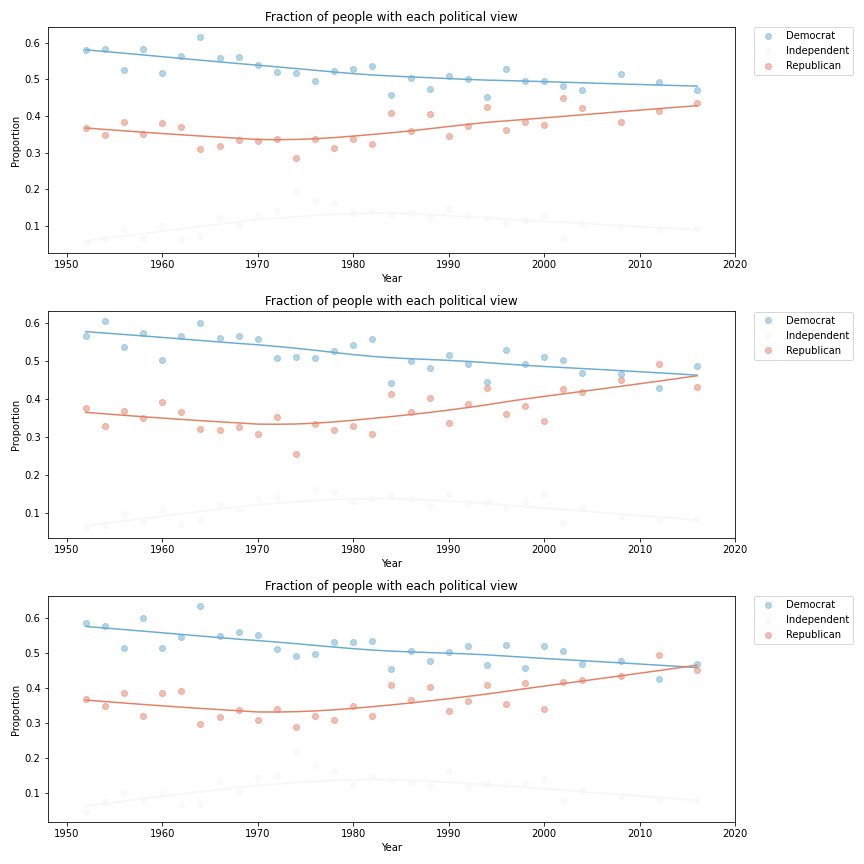 Fraction of people with each political view
Democrat
Independent
Republican
Proportion
0.6
0.5
0.4
0.3
0.2
0.1
1950 1960 1970 1980 1990 2000 2010 2020
Year
Fraction of people with each political view
Democrat
Independent
Republican
Proportion
0.6
0.5
0.4
0.3
0.2
0.1
1950 1960 1970 1980 1990 2000 2010 2020
Year
Fraction of people with each political view
Democrat
Independent
Republican
Proportion
0.6
0.5
0.4
0.3
0.2
0.1
1950 1960 1970 1980 1990 2000 2010 2020
Year